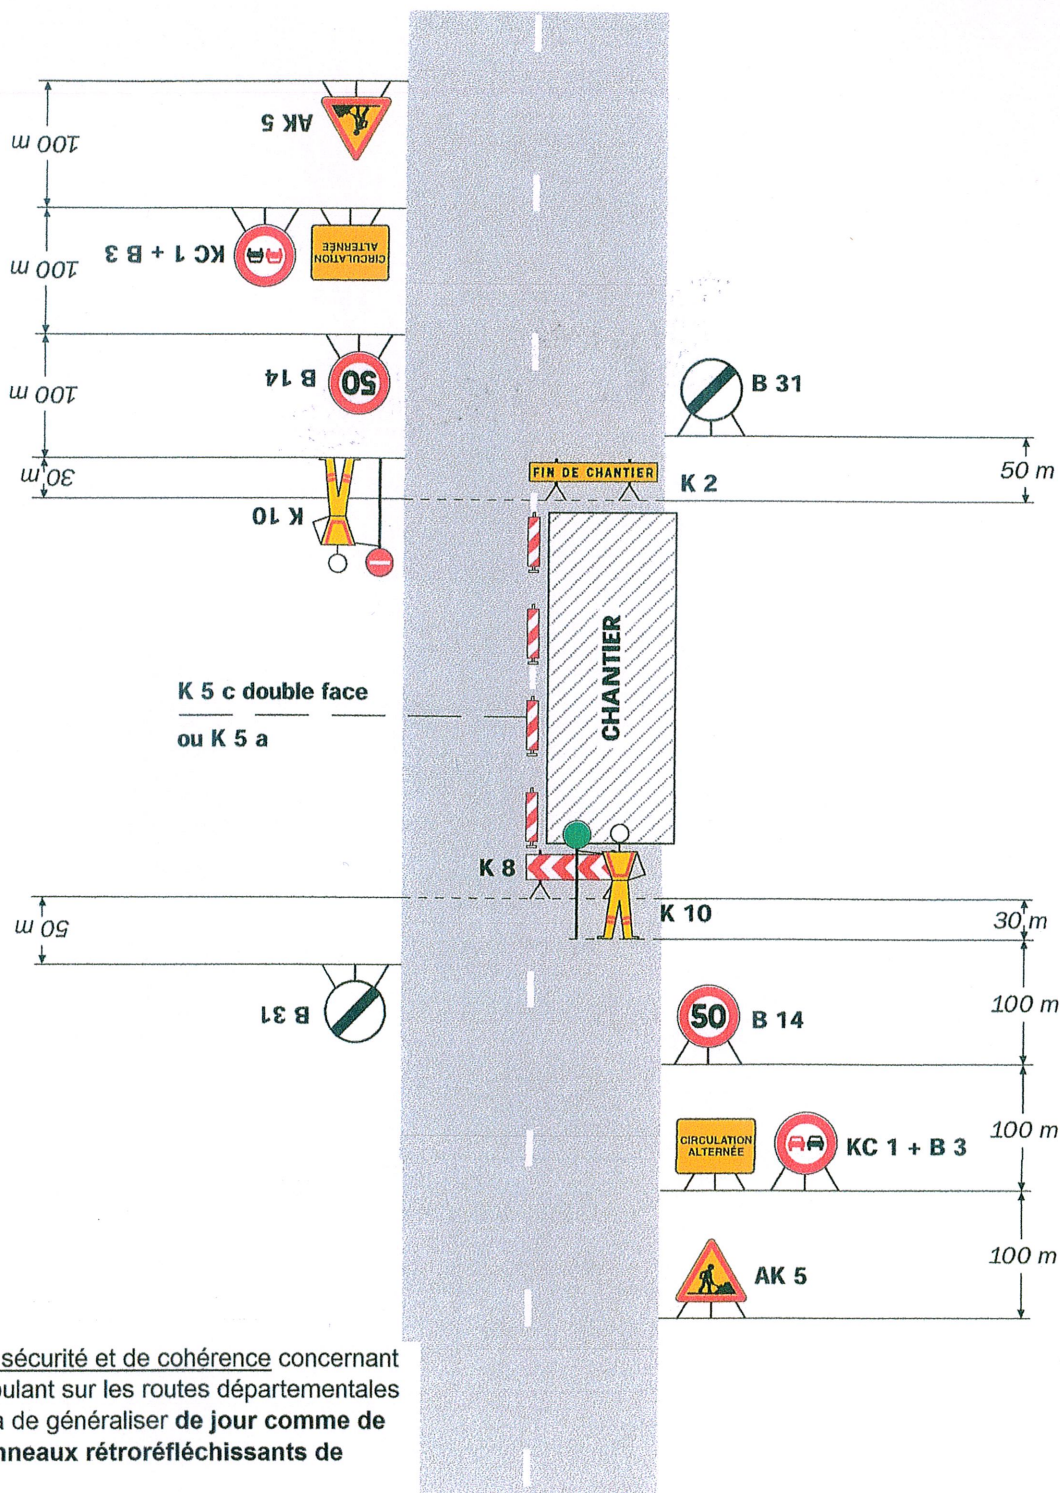 AK 5
100 m
CIRCULATION
ALTERNÉE
KC 1 + B 3
100 m
50
B 14
100 m
B 31
50 m
30 m
FIN DE CHANTIER
K 2
K 10
CHANTIER
K 5 c double face
ou K 5 a
K 8
K 10
30 m
50 m
B 31
50
B 14
100 m
CIRCULATION
ALTERNÉE
KC 1 + B 3
100 m
AK 5
100 m
sécurité et de cohérence concernant
oulant sur les routes départementales
a de généraliser de jour comme de
nneaux rétroréfléchissants de